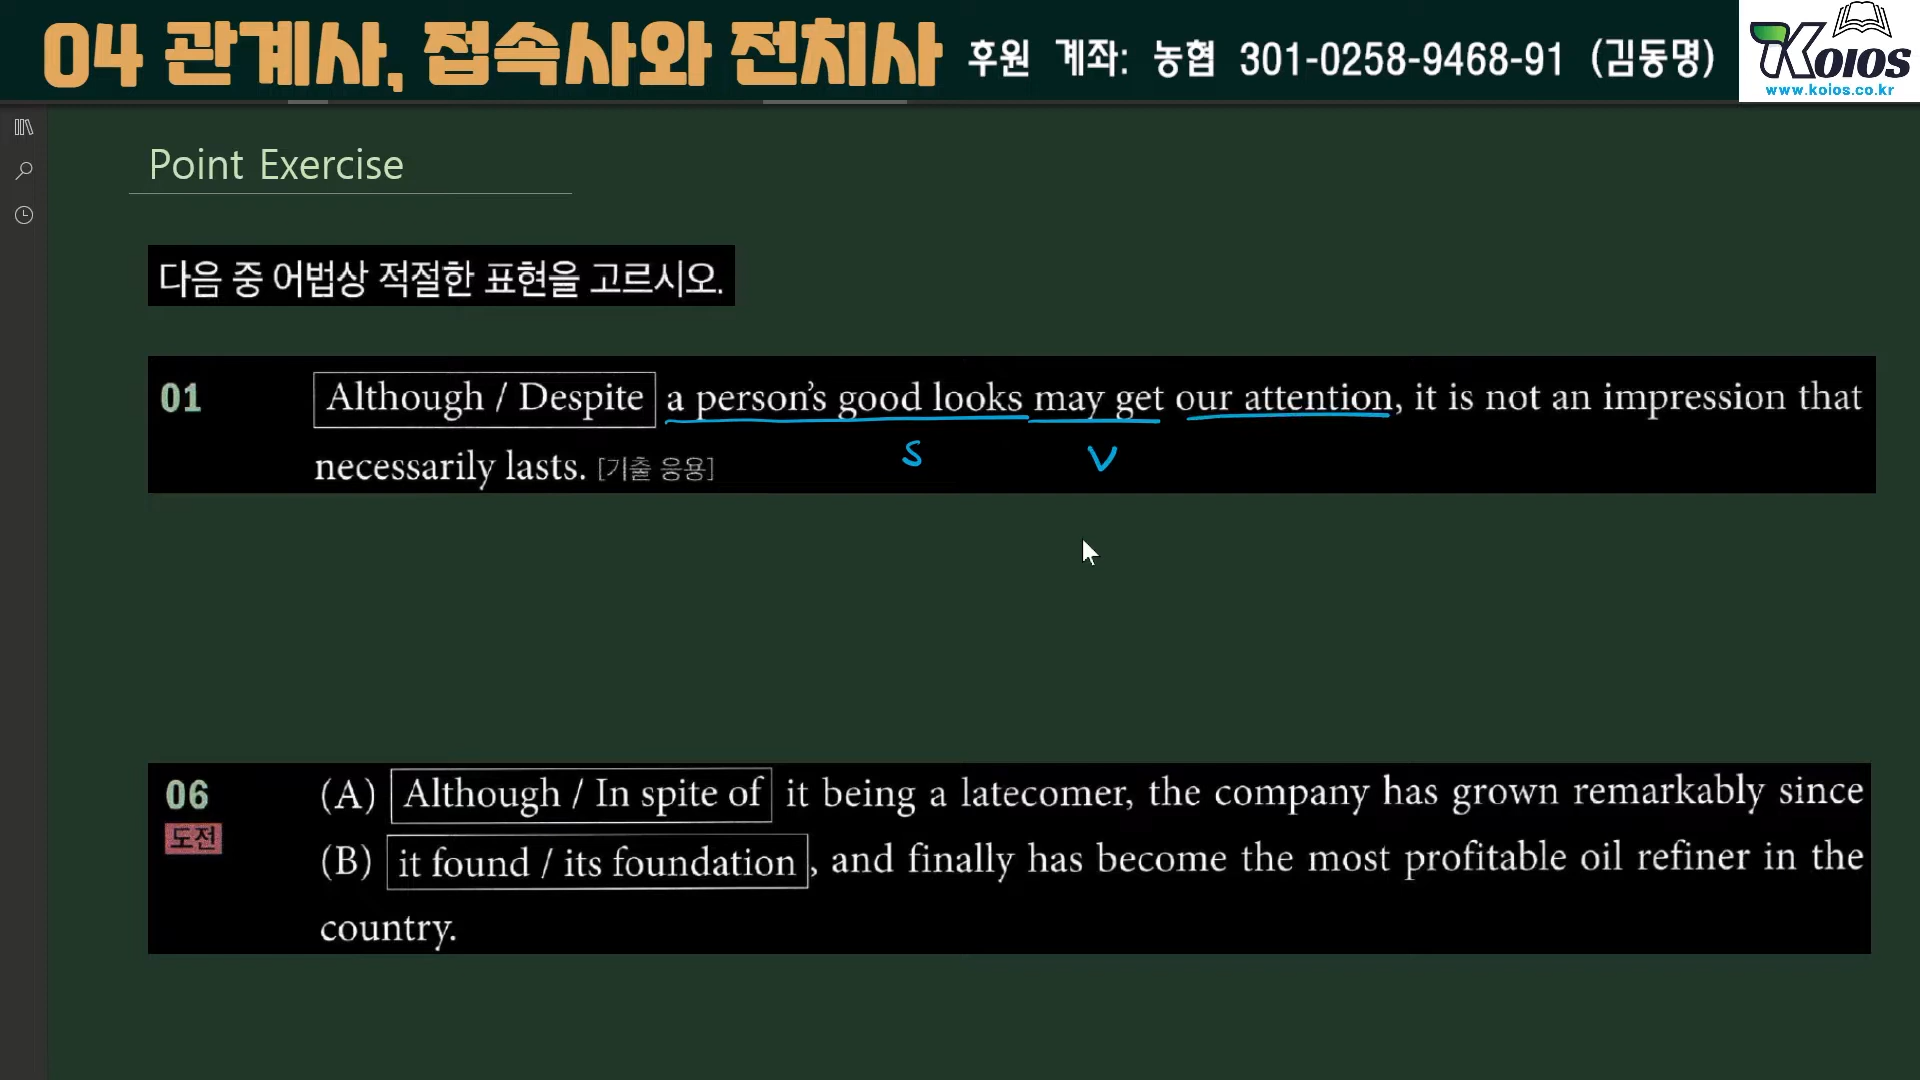 04 관계사, 접속사와 전치사 후원 계좌: 농협 301-0258-9468-91 (김동명)
KOIOS
www.koios.co.kr
Point Exercise
다음 중 어법상 적절한 표현을 고르시오.
01 Although / Despite a person's good looks may get our attention, it is not an impression that
necessarily lasts. [기출 응용]
S V
06 (A) Although / In spite of it being a latecomer, the company has grown remarkably since
도전 (B) it found / its foundation, and finally has become the most profitable oil refiner in the
country.